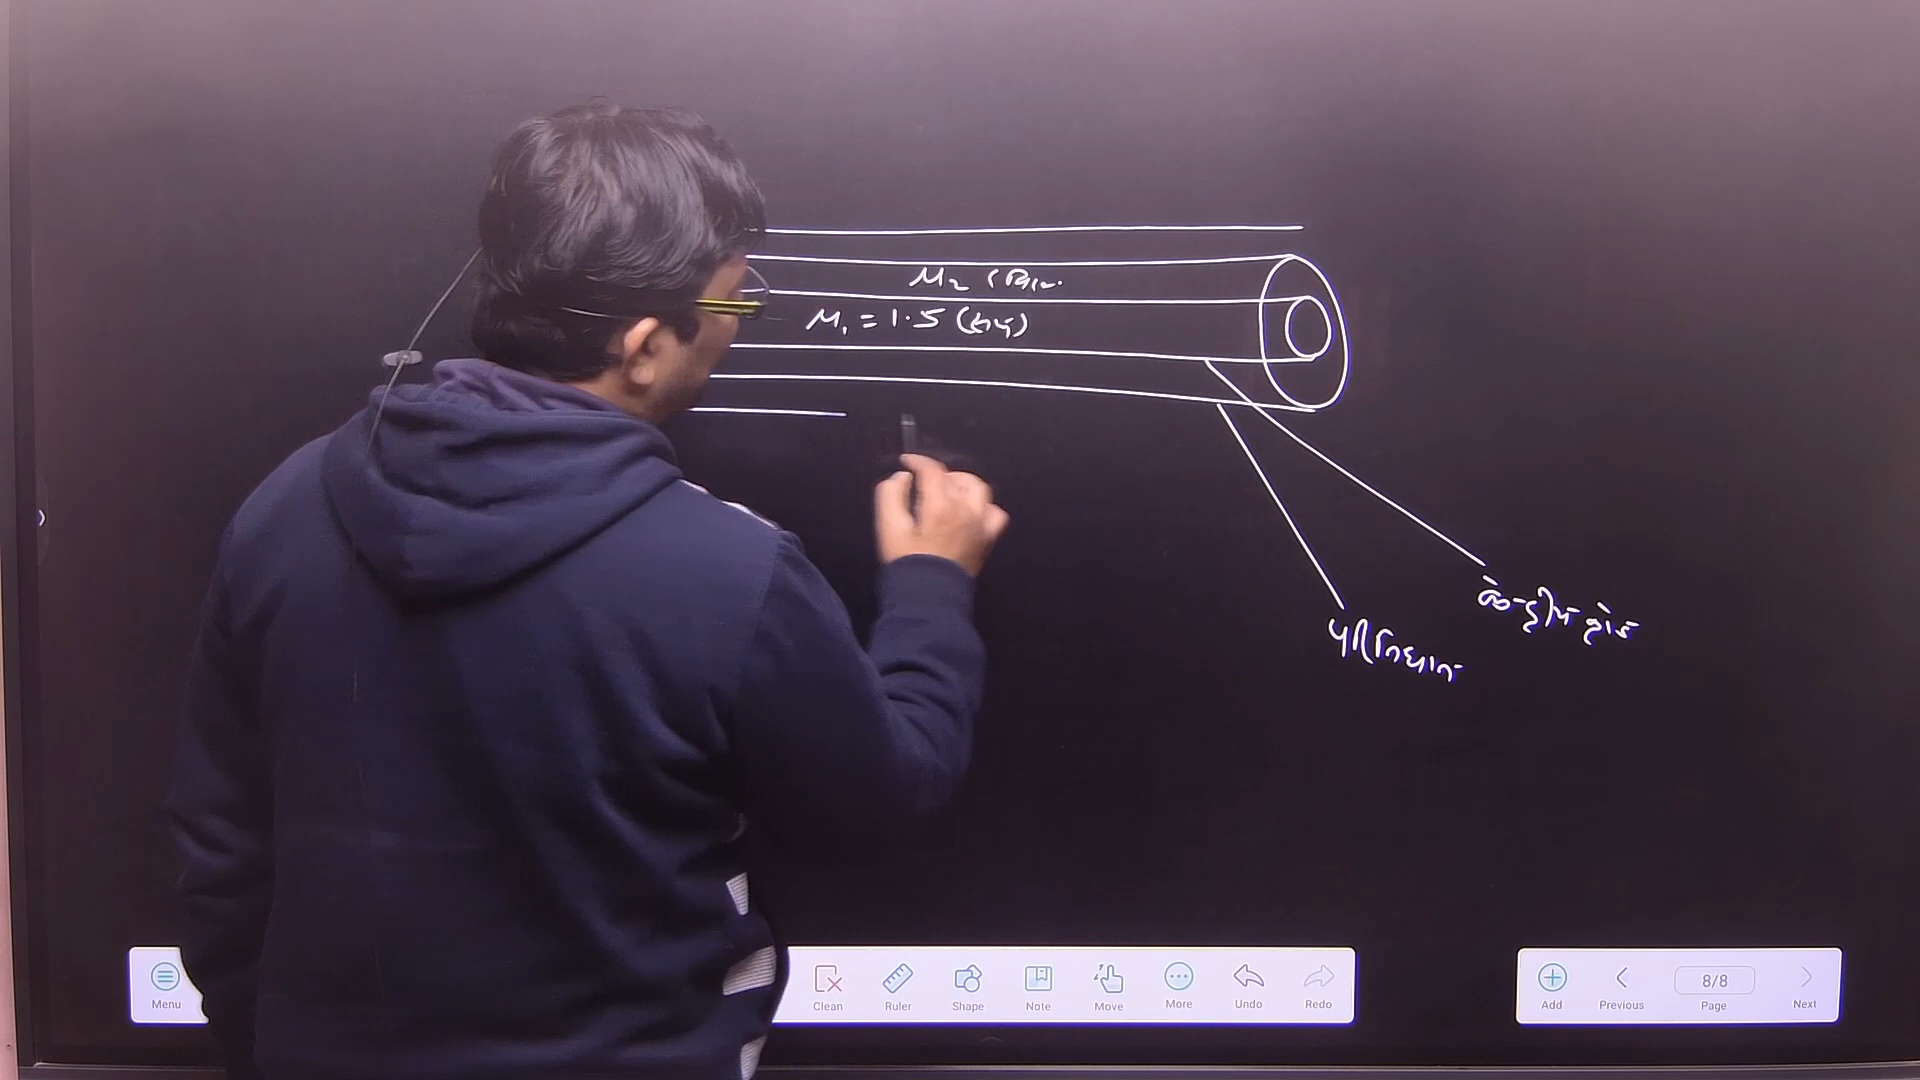 μ₂
μ₁ = 1.5 (काँच)
केन्द्रीय क्रोड
परिनिधान
Menu
Clean
Ruler
Shape
Note
Move
More
Undo
Redo
Add
Previous
8/8
Page
Next